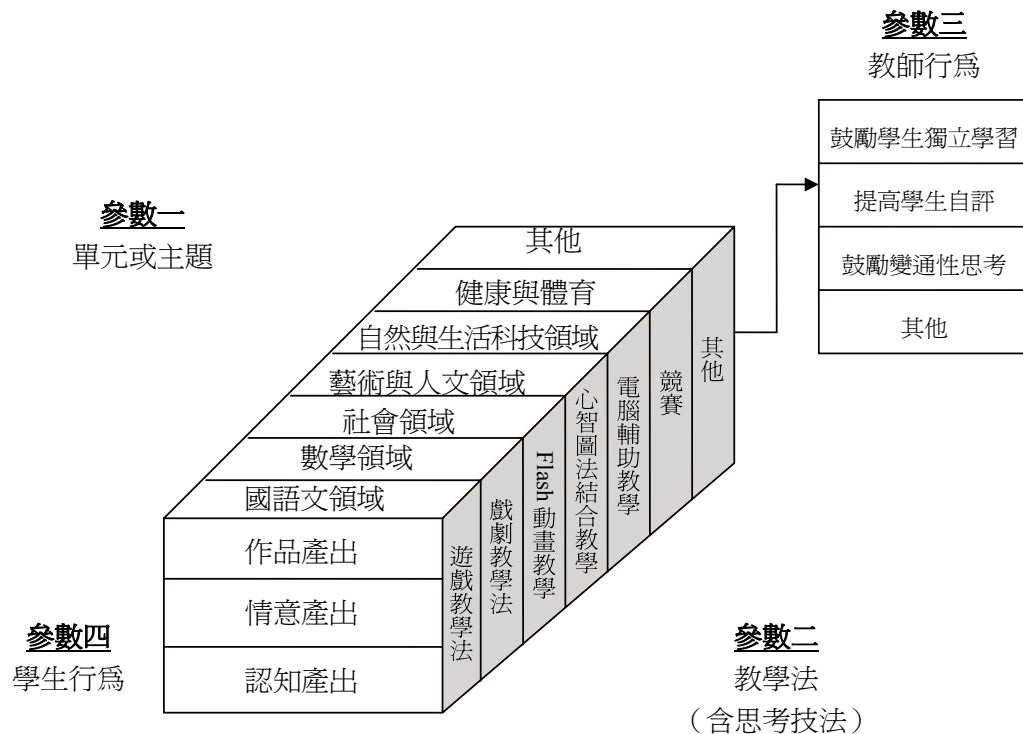 參數三
教師行為
鼓勵學生獨立學習
提高學生自評
鼓勵變通性思考
其他
參數一
單元或主題
其他
健康與體育
自然與生活科技領域
藝術與人文領域
社會領域
數學領域
國語文領域
作品產出
情意產出
認知產出
遊戲教學法
戲劇教學法
Flash 動畫教學
心智圖法結合教學
電腦輔助教學
競賽
其他
參數四
學生行為
參數二
教學法
（含思考技法）